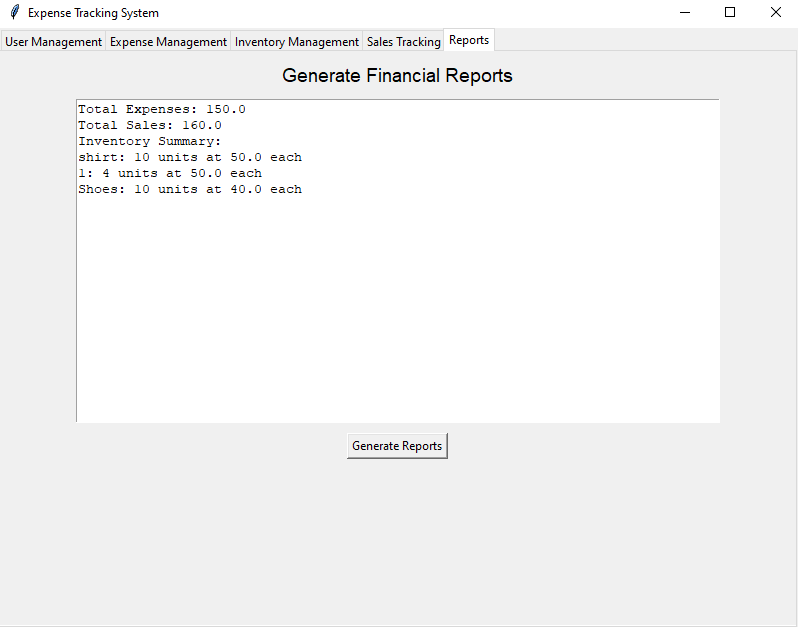 Expense Tracking System
User Management Expense Management Inventory Management Sales Tracking Reports
Generate Financial Reports
Total Expenses: 150.0
Total Sales: 160.0
Inventory Summary:
shirt: 10 units at 50.0 each
1: 4 units at 50.0 each
Shoes: 10 units at 40.0 each
Generate Reports